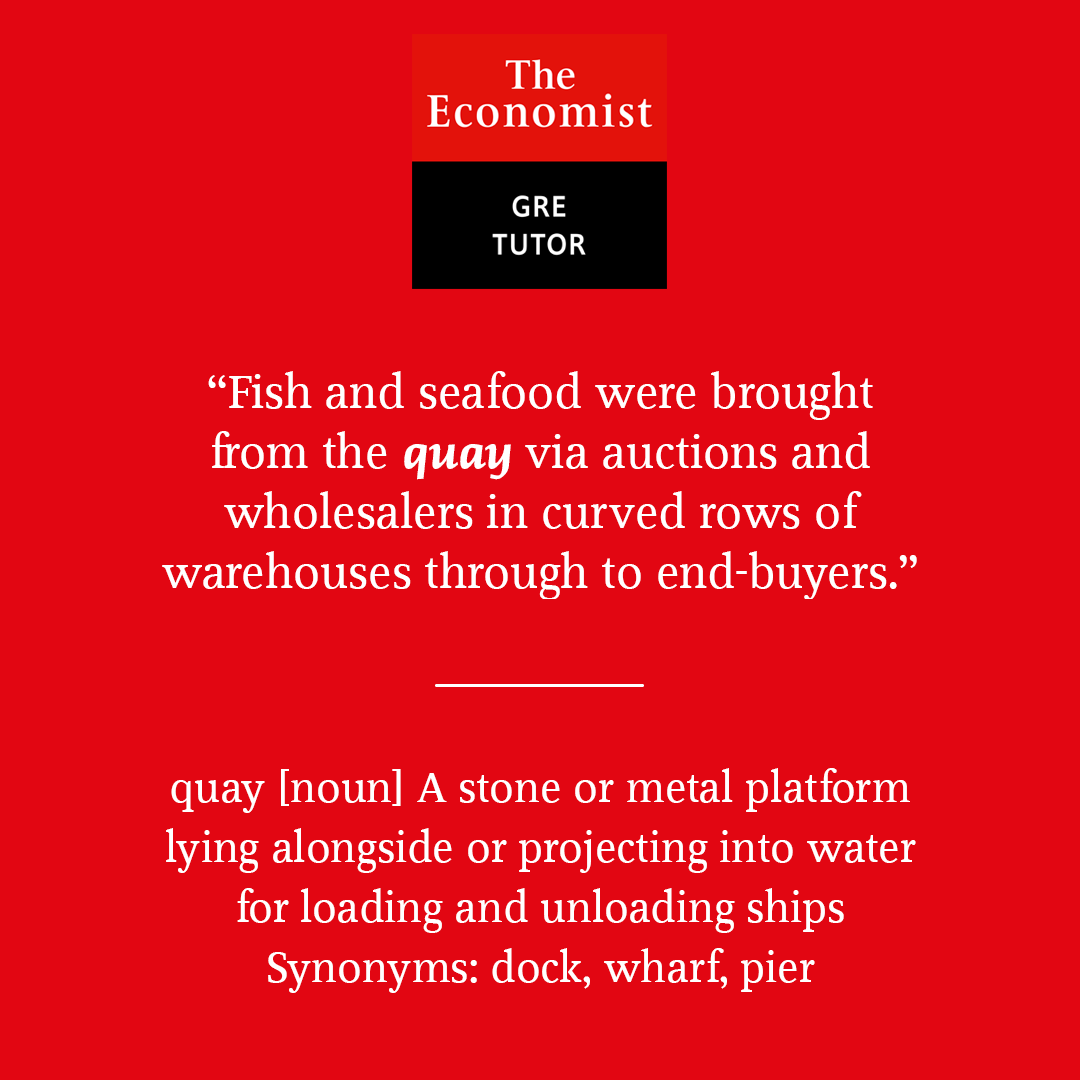 The
Economist
GRE
TUTOR
“Fish and seafood were brought
from the quay via auctions and
wholesalers in curved rows of
warehouses through to end-buyers.”
quay [noun] A stone or metal platform
lying alongside or projecting into water
for loading and unloading ships
Synonyms: dock, wharf, pier